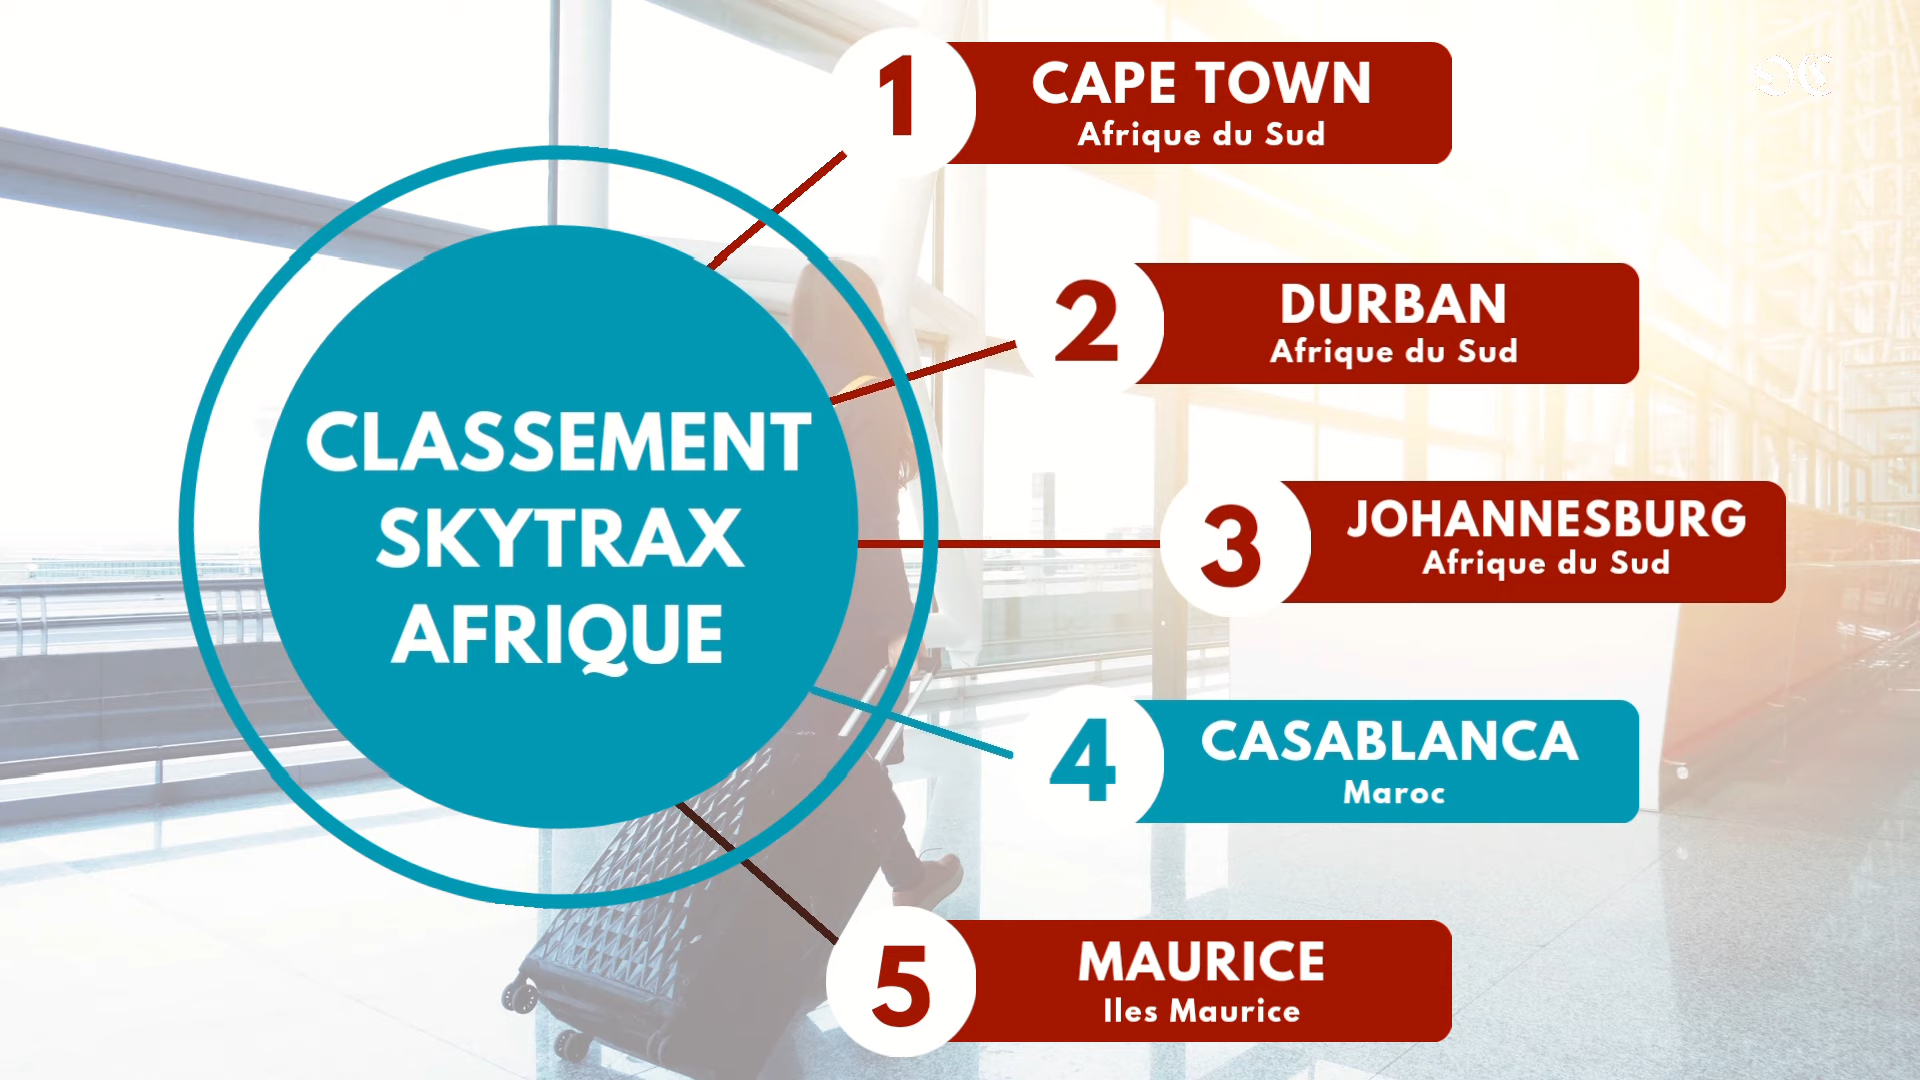 CLASSEMENT
SKYTRAX
AFRIQUE
1
CAPE TOWN
Afrique du Sud
2
DURBAN
Afrique du Sud
3
JOHANNESBURG
Afrique du Sud
4
CASABLANCA
Maroc
5
MAURICE
Iles Maurice